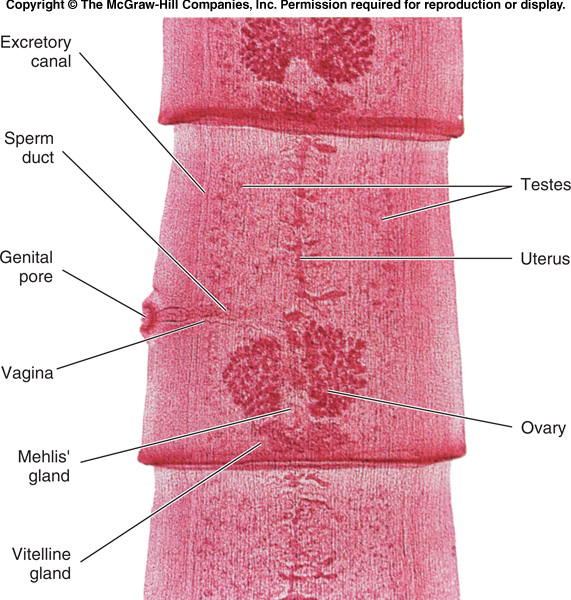 Copyright © The McGraw-Hill Companies, Inc. Permission required for reproduction or display.
Excretory
canal
Sperm
duct
Genital
pore
Vagina
Mehlis'
gland
Vitelline
gland
Testes
Uterus
Ovary